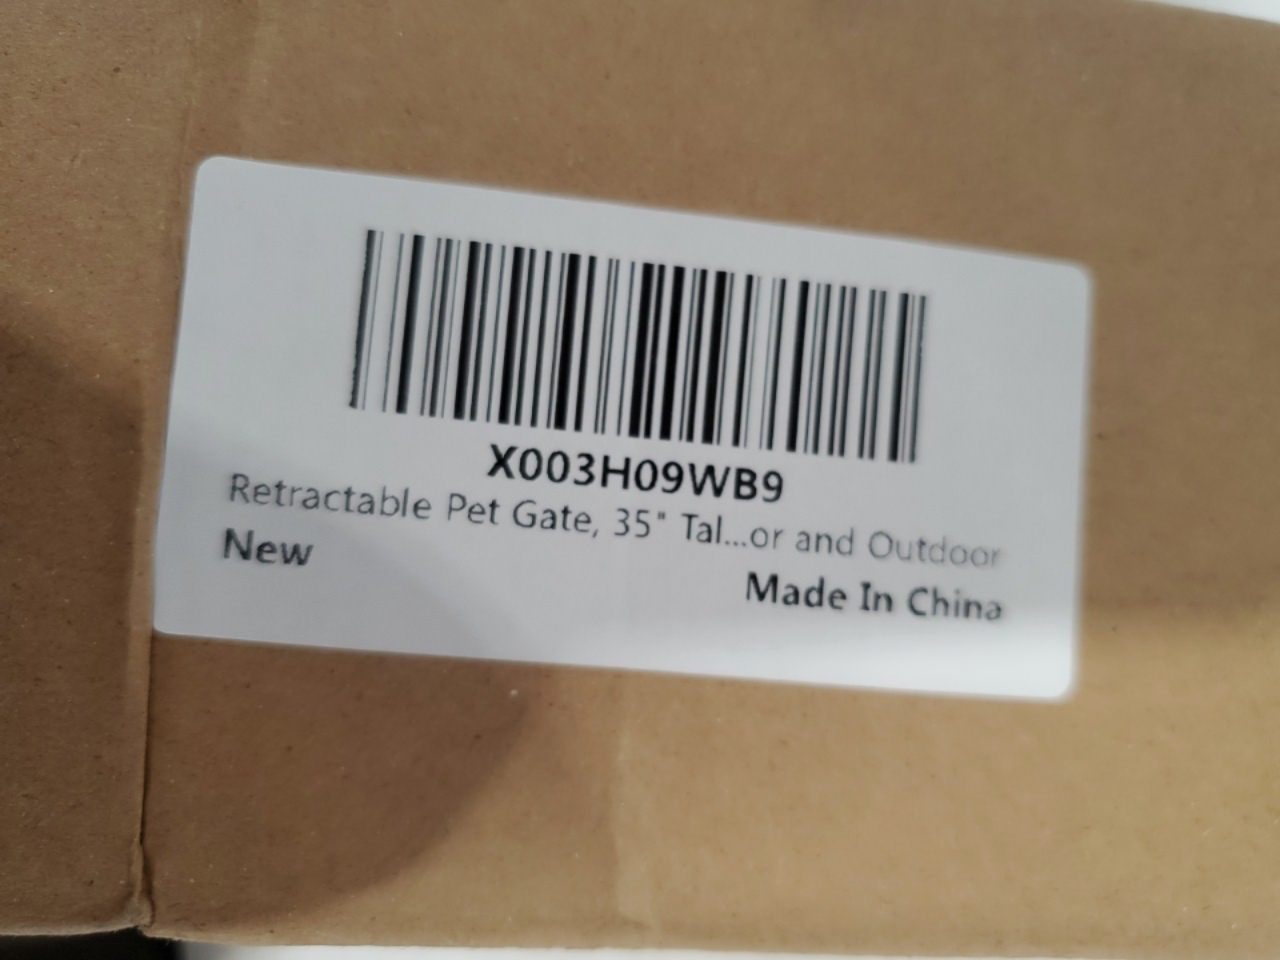 X003H09WB9
Retractable Pet Gate, 35" Tal...or and Outdoor
New
Made In China